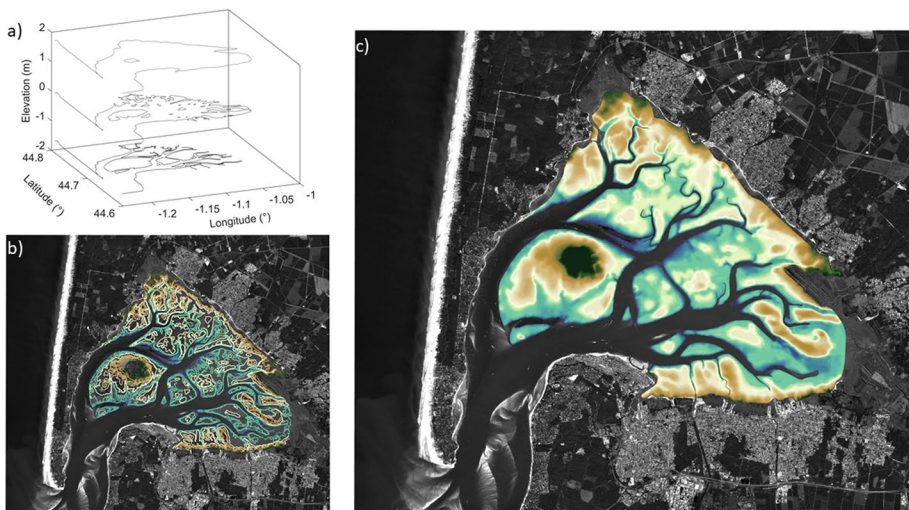 a)
2
1
0
-1
-2
Elevation (m)
44.8
44.7
44.6
Latitude (°)
-1.2
-1.15
-1.1
-1.05
-1
Longitude (°)
b)
c)